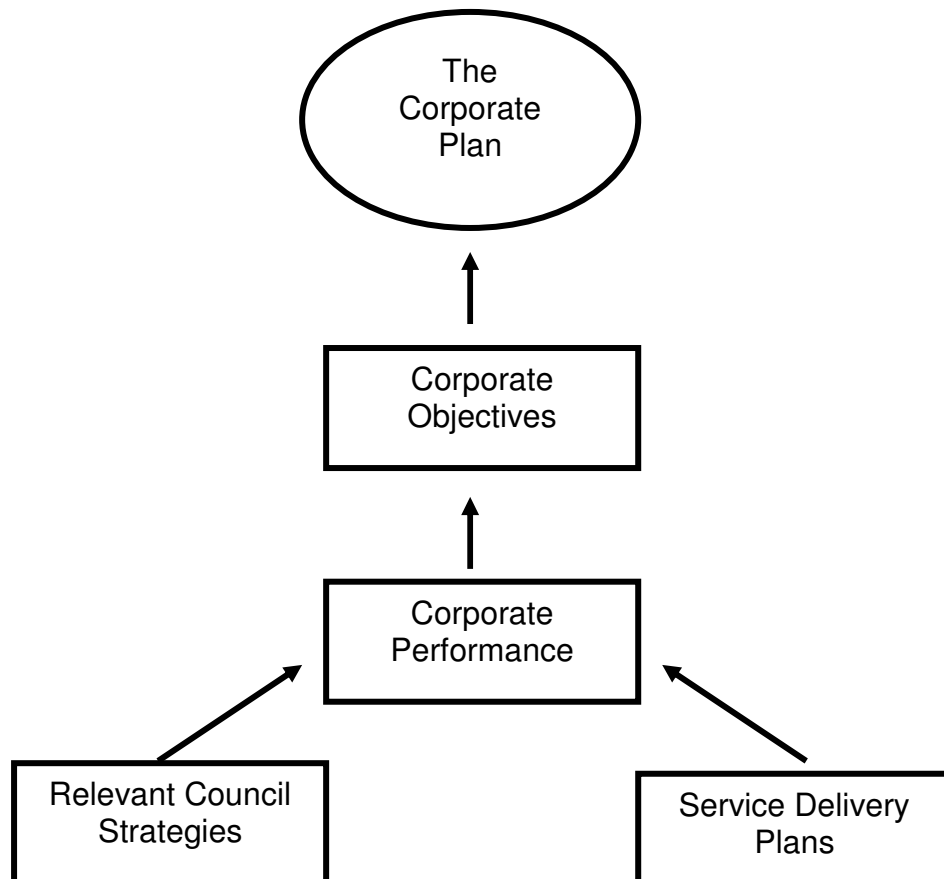 The
Corporate
Plan
Corporate
Objectives
Corporate
Performance
Relevant Council
Strategies
Service Delivery
Plans